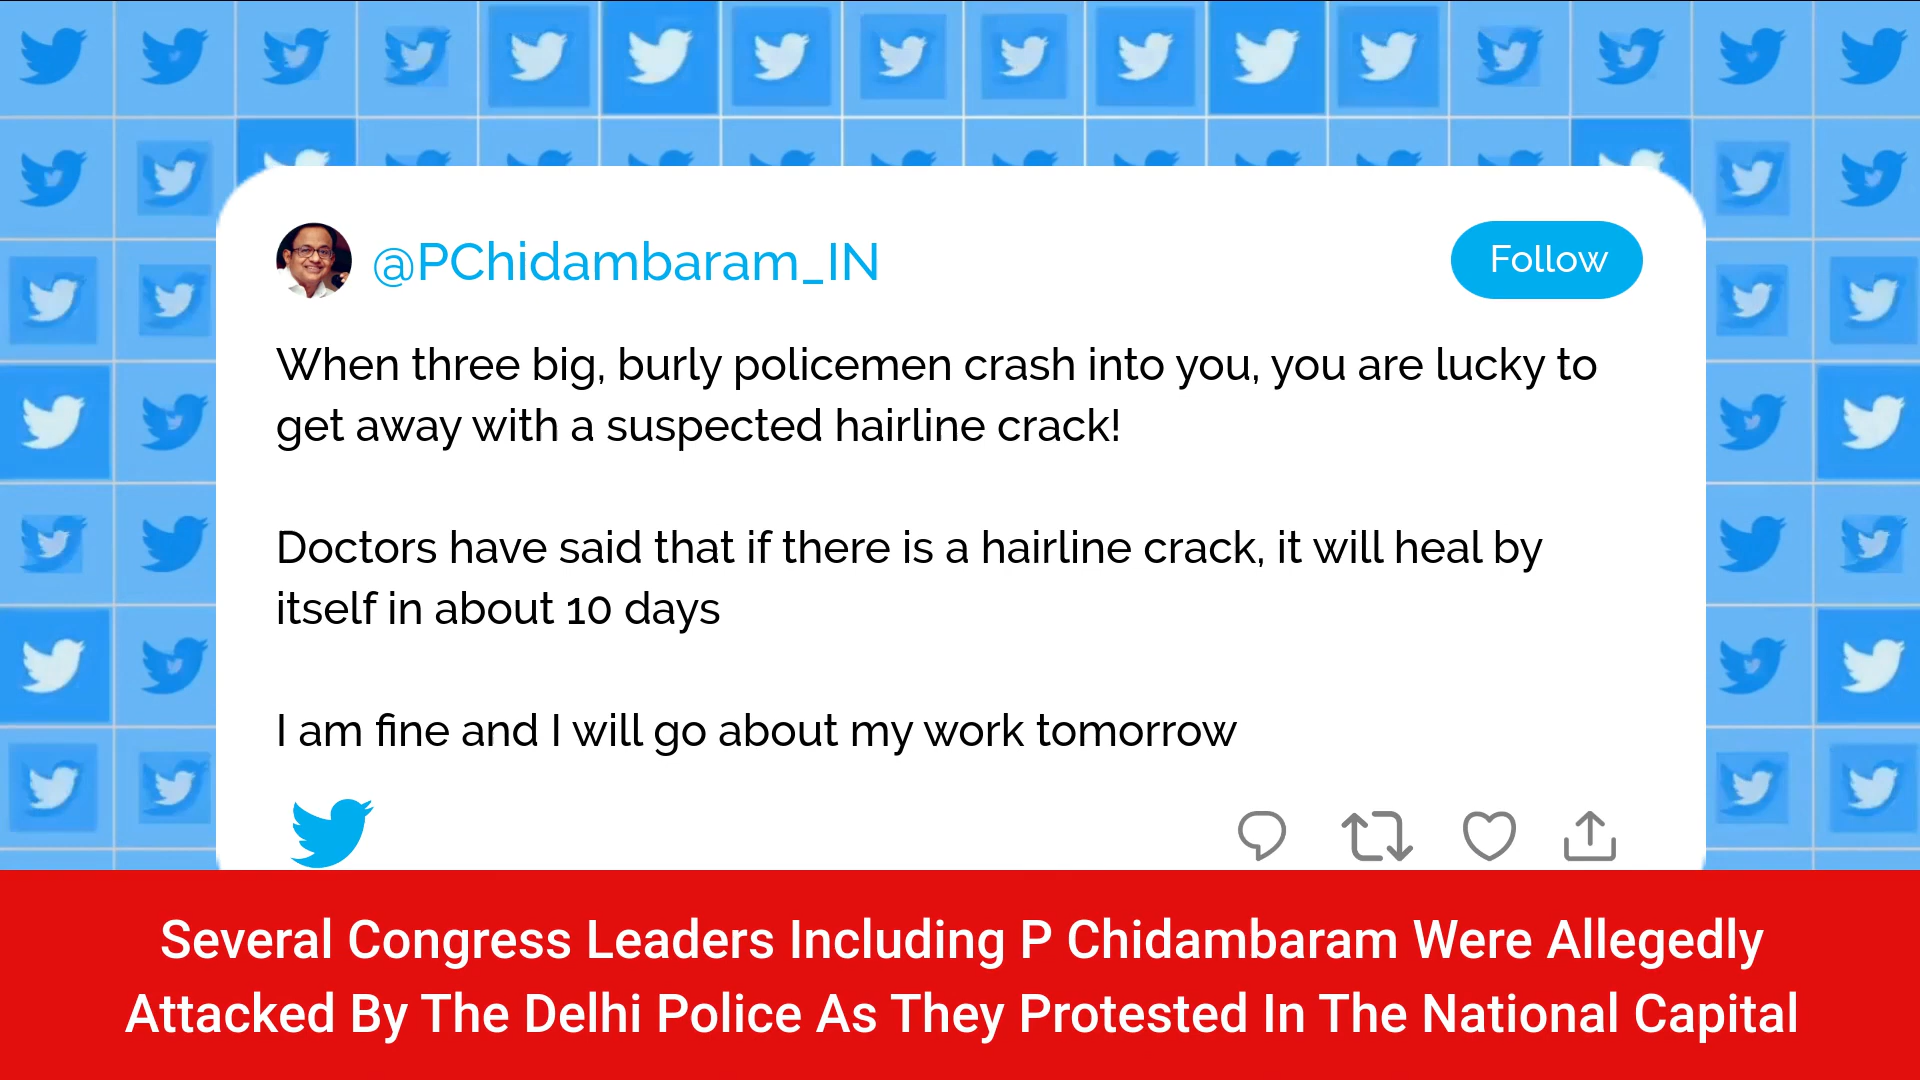 @PChidambaram_IN
Follow
When three big, burly policemen crash into you, you are lucky to
get away with a suspected hairline crack!
Doctors have said that if there is a hairline crack, it will heal by
itself in about 10 days
I am fine and I will go about my work tomorrow
Several Congress Leaders Including P Chidambaram Were Allegedly
Attacked By The Delhi Police As They Protested In The National Capital